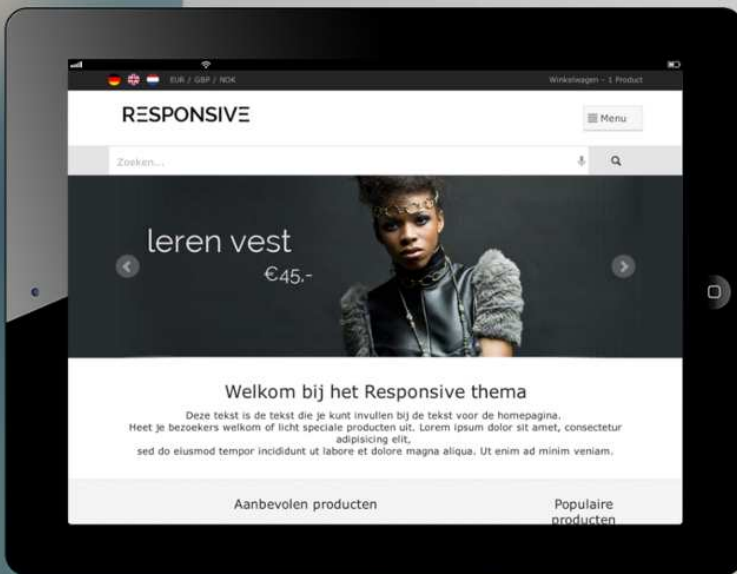 EUR / GBP / NOK
Winkelwagen - 1 Product
RESPONSIVE
Menu
Zoeken...
leren vest
€45,-
Welkom bij het Responsive thema
Deze tekst is de tekst die je kunt invullen bij de tekst voor de homepagina.
Heet je bezoekers welkom of licht speciale producten uit. Lorem ipsum dolor sit amet, consectetur
adipisicing elit,
sed do eiusmod tempor incididunt ut labore et dolore magna aliqua. Ut enim ad minim veniam.
Aanbevolen producten
Populaire
producten